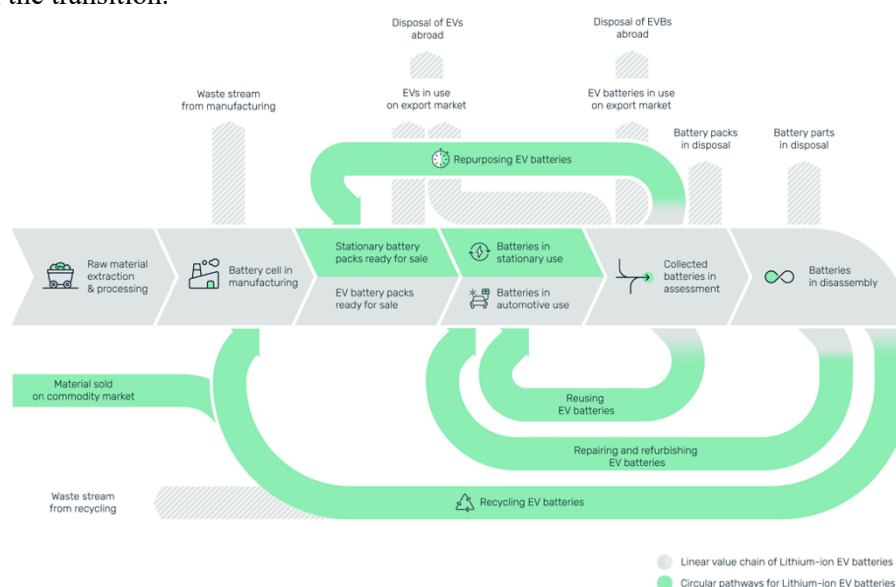 the transition.
Disposal of EVs
abroad
Disposal of EVBs
abroad
Waste stream
from manufacturing
EVs in use
on export market
EV batteries in use
on export market
Battery packs
in disposal
Battery parts
in disposal
Repurposing EV batteries
Raw material
extraction
& processing
Battery cell in
manufacturing
Stationary battery
packs ready for sale
EV battery packs
ready for sale
Batteries in
stationary use
Batteries in
automotive use
Collected
batteries in
assessment
Batteries
in disassembly
Material sold
on commodity market
Reusing
EV batteries
Repairing and refurbishing
EV batteries
Waste stream
from recycling
Recycling EV batteries
Linear value chain of Lithium-ion EV batteries
Circular pathways for Lithium-ion EV batteries